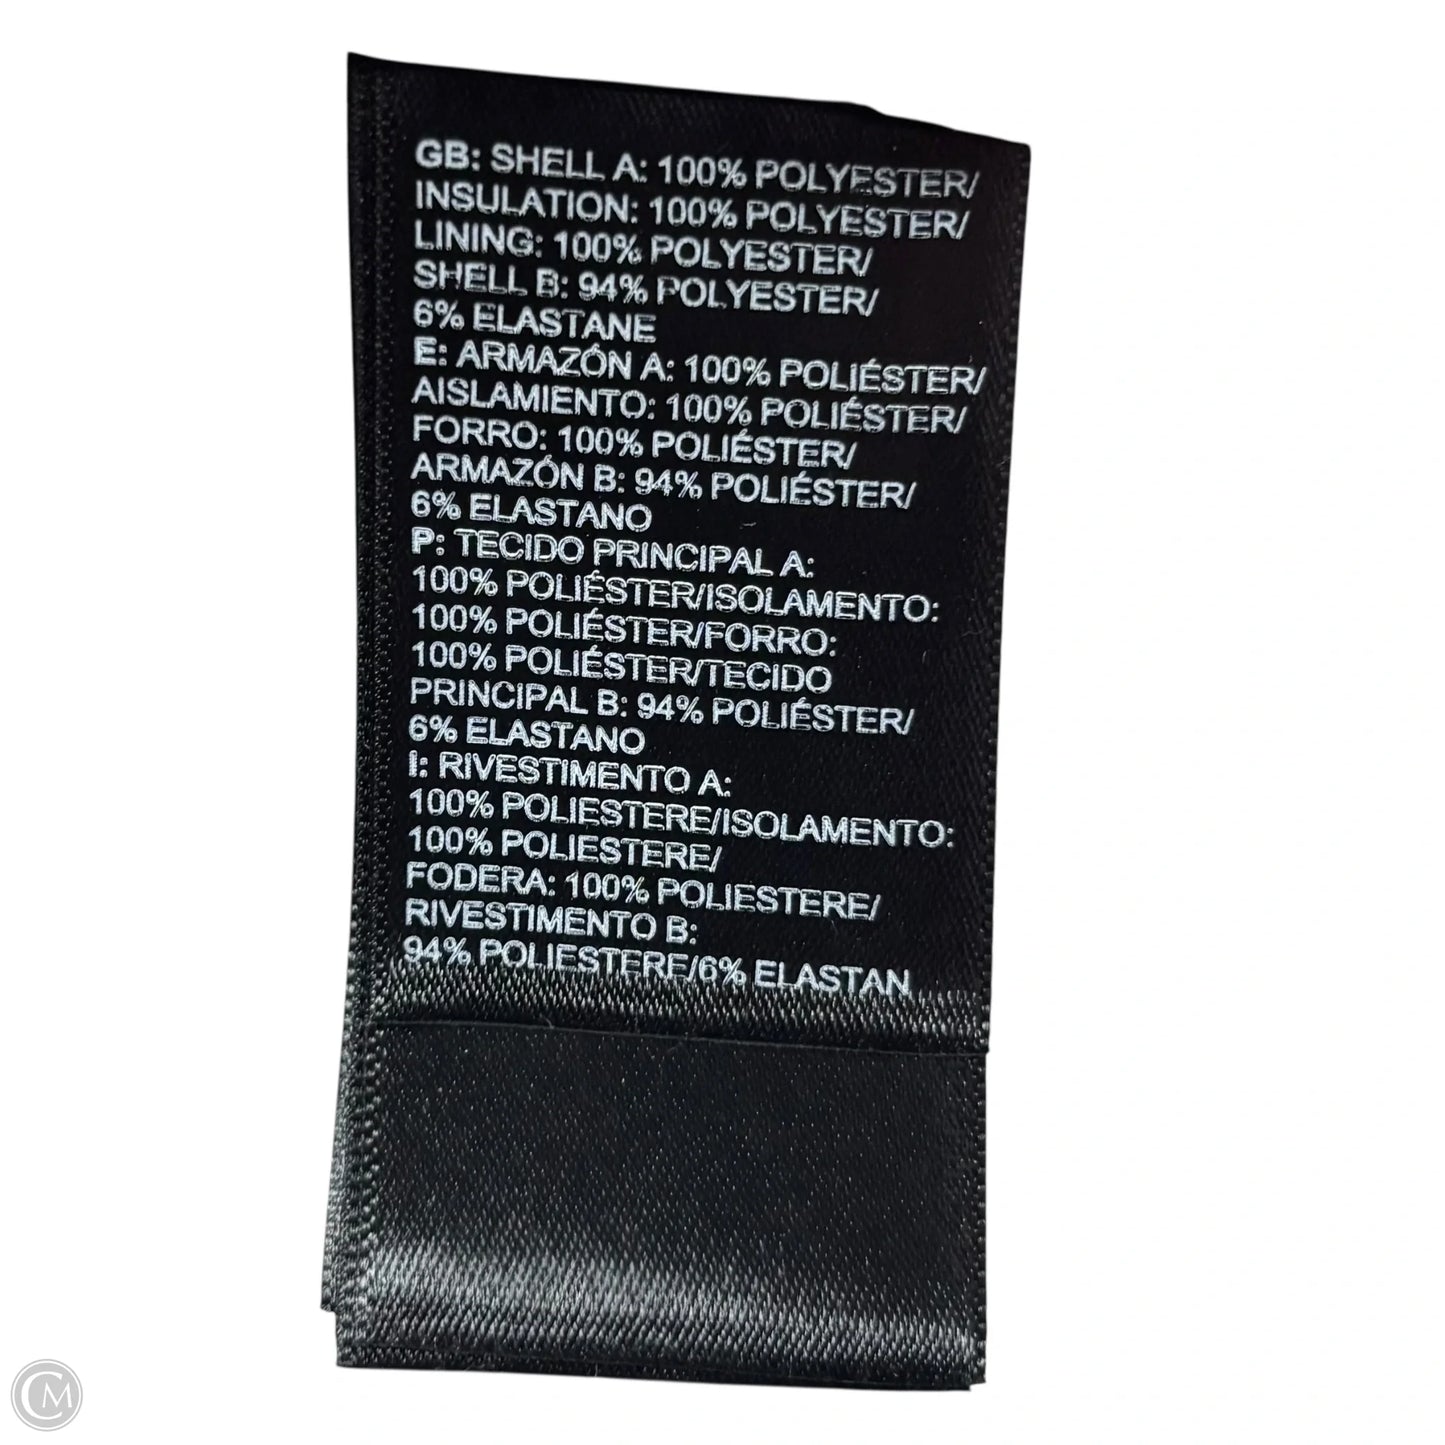 GB: SHELL A: 100% POLYESTER/
INSULATION: 100% POLYESTER/
LINING: 100% POLYESTER/
SHELL B: 94% POLYESTER/
6% ELASTANE
E: ARMAZÓN A: 100% POLIÉSTER/
AISLAMIENTO: 100% POLIÉSTER/
FORRO: 100% POLIÉSTER/
ARMAZÓN B: 94% POLIÉSTER/
6% ELASTANO
P: TECIDO PRINCIPAL A:
100% POLIÉSTER/ISOLAMENTO:
100% POLIÉSTER/FORRO:
100% POLIÉSTER/TECIDO
PRINCIPAL B: 94% POLIÉSTER/
6% ELASTANO
I: RIVESTIMENTO A:
100% POLIESTERE/ISOLAMENTO:
100% POLIESTERE/
FODERA: 100% POLIESTERE/
RIVESTIMENTO B:
94% POLIESTERE/6% ELASTAN
CM